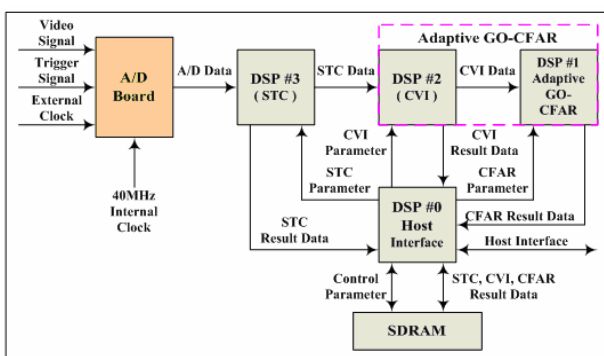 Adaptive GO-CFAR
Video
Signal
Trigger
Signal
External
Clock
A/D
Board
A/D Data
DSP #3
( STC )
STC Data
DSP #2
( CVI )
CVI Data
DSP #1
Adaptive
GO-
CFAR
40MHz
Internal
Clock
CVI
Parameter
STC
Parameter
CVI
Result Data
CFAR
Parameter
STC
Result Data
DSP #0
Host
Interface
CFAR Result Data
Host Interface
Control
Parameter
STC, CVI, CFAR
Result Data
SDRAM